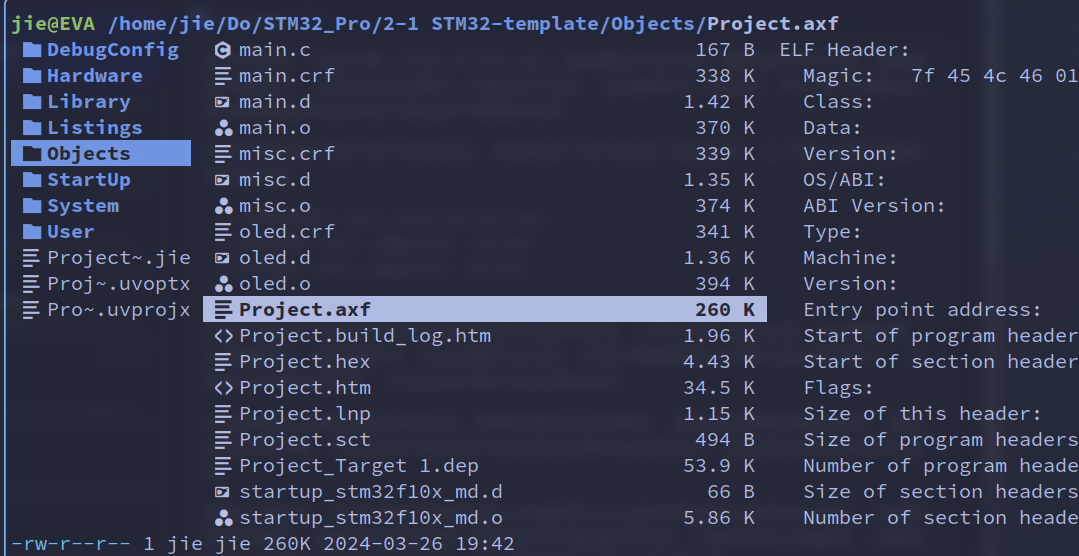 jie@EVA /home/jie/Do/STM32_Pro/2-1 STM32-template/Objects/Project.axf
DebugConfig main.c 167 B ELF Header:
Hardware main.crf 338 K Magic: 7f 45 4c 46 01
Library main.d 1.42 K Class:
Listings main.o 370 K Data:
Objects misc.crf 339 K Version:
StartUp misc.d 1.35 K OS/ABI:
System misc.o 374 K ABI Version:
User oled.crf 341 K Type:
Project~.jie oled.d 1.36 K Machine:
Proj~.uvoptx oled.o 394 K Version:
Pro~.uvprojx Project.axf 260 K Entry point address:
Project.build_log.htm 1.96 K Start of program header
Project.hex 4.43 K Start of section header
Project.htm 34.5 K Flags:
Project.lnp 1.15 K Size of this header:
Project.sct 494 B Size of program headers
Project_Target 1.dep 53.9 K Number of program heade
startup_stm32f10x_md.d 66 B Size of section headers
startup_stm32f10x_md.o 5.86 K Number of section heade
-rw-r--r-- 1 jie jie 260K 2024-03-26 19:42